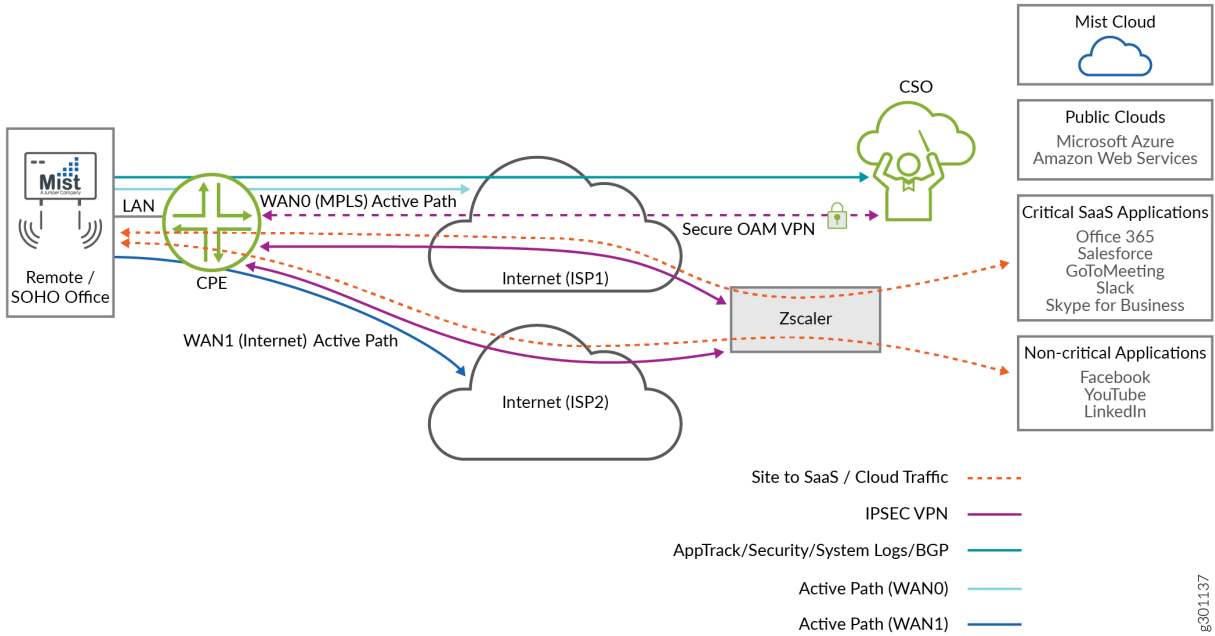 Mist Cloud
CSO
Public Clouds
Microsoft Azure
Amazon Web Services
Mist
A Juniper Company
LAN
WAN0 (MPLS) Active Path
Secure OAM VPN
Critical SaaS Applications
Office 365
Salesforce
GoToMeeting
Slack
Skype for Business
Remote /
SOHO Office
CPE
Internet (ISP1)
Zscaler
WAN1 (Internet) Active Path
Internet (ISP2)
Non-critical Applications
Facebook
YouTube
LinkedIn
Site to SaaS / Cloud Traffic
IPSEC VPN
AppTrack/Security/System Logs/BGP
Active Path (WAN0)
Active Path (WAN1)
g301137